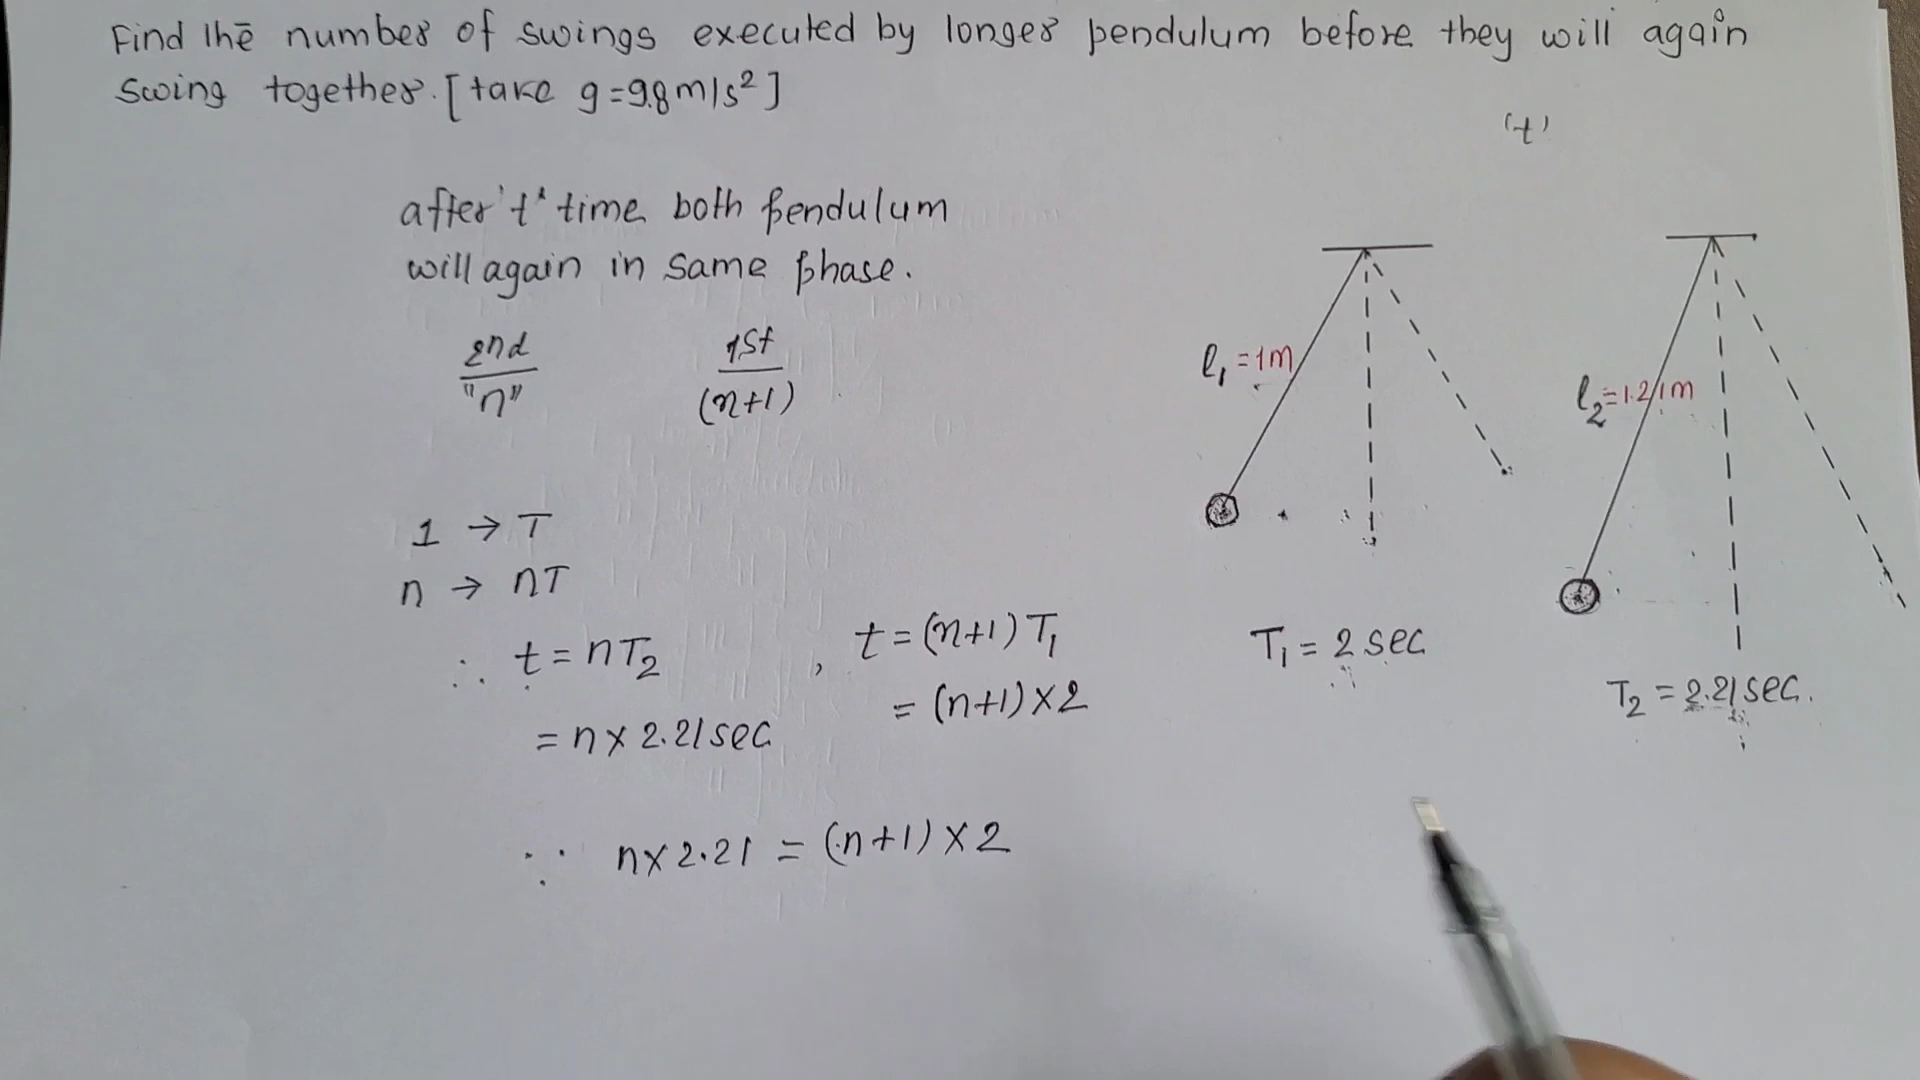 Find the number of swings executed by longer pendulum before they will again
Swing together. [take g=9.8m/s²]
't'
after 't' time both pendulum
will again in same phase.
2nd 1st
"n" (n+1)
l₁ =1m
l₂=1.21m
1 → T
n → nT
∴ t = nT₂ , t = (n+1) T₁
= n x 2.21 sec = (n+1) x 2
T₁ = 2 sec
T₂ = 2.21 sec.
∵ n x 2.21 = (n+1) x 2